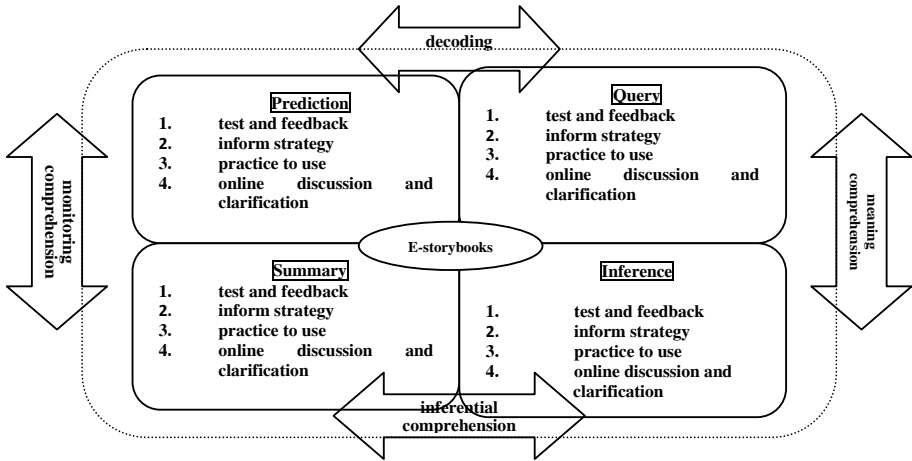 decoding
Prediction
1. test and feedback
2. inform strategy
3. practice to use
4. online discussion and
clarification
Query
1. test and feedback
2. inform strategy
3. practice to use
4. online discussion and
clarification
monitoring
comprehension
meaning
comprehension
E-storybooks
Summary
1. test and feedback
2. inform strategy
3. practice to use
4. online discussion and
clarification
Inference
1. test and feedback
2. inform strategy
3. practice to use
4. online discussion and
clarification
inferential
comprehension